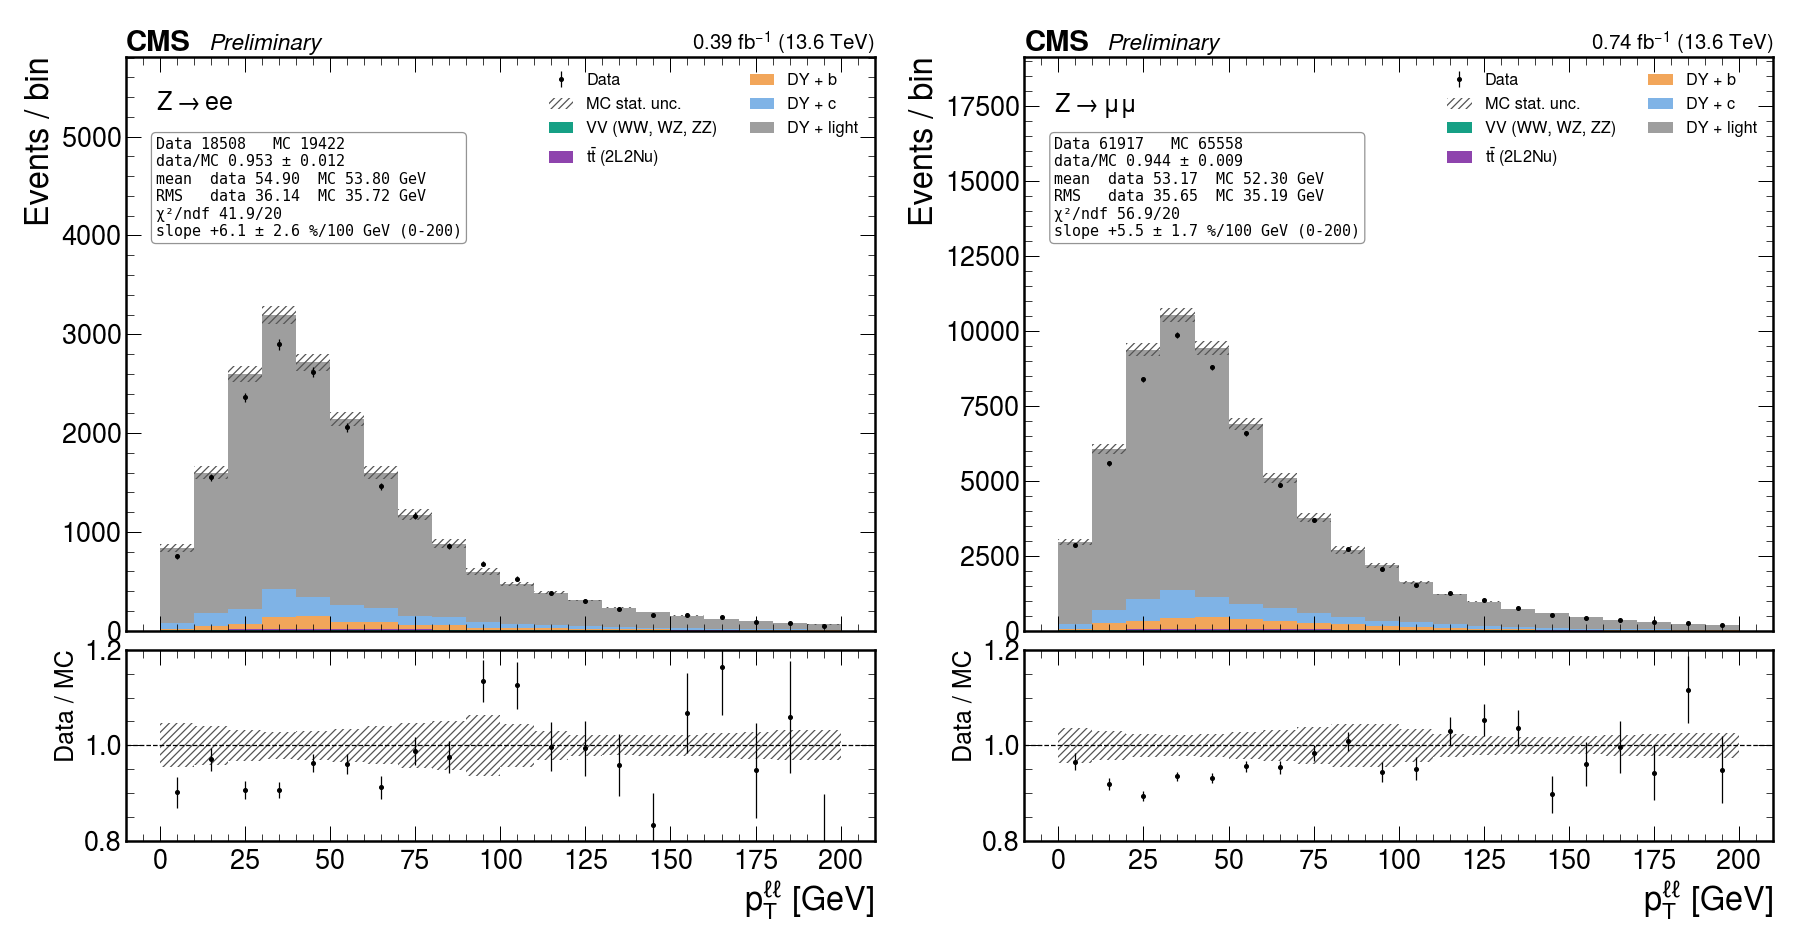 CMS Preliminary 0.39 fb⁻¹ (13.6 TeV)
Z → ee
Data
MC stat. unc.
VV (WW, WZ, ZZ)
tt̄ (2L2Nu)
DY + b
DY + c
DY + light
Data 18508 MC 19422
data/MC 0.953 ± 0.012
mean data 54.90 MC 53.80 GeV
RMS data 36.14 MC 35.72 GeV
χ²/ndf 41.9/20
slope +6.1 ± 2.6 %/100 GeV (0-200)
Events / bin
5000
4000
3000
2000
1000
0
Data / MC
1.2
1.0
0.8
0 25 50 75 100 125 150 175 200
p_T^ℓℓ [GeV]
CMS Preliminary 0.74 fb⁻¹ (13.6 TeV)
Z → μμ
Data
MC stat. unc.
VV (WW, WZ, ZZ)
tt̄ (2L2Nu)
DY + b
DY + c
DY + light
Data 61917 MC 65558
data/MC 0.944 ± 0.009
mean data 53.17 MC 52.30 GeV
RMS data 35.65 MC 35.19 GeV
χ²/ndf 56.9/20
slope +5.5 ± 1.7 %/100 GeV (0-200)
Events / bin
17500
15000
12500
10000
7500
5000
2500
0
Data / MC
1.2
1.0
0.8
0 25 50 75 100 125 150 175 200
p_T^ℓℓ [GeV]